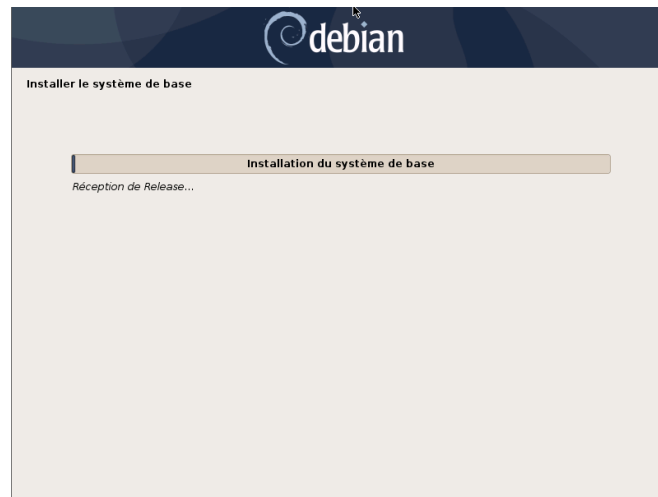 debian
Installer le système de base
Installation du système de base
Réception de Release...